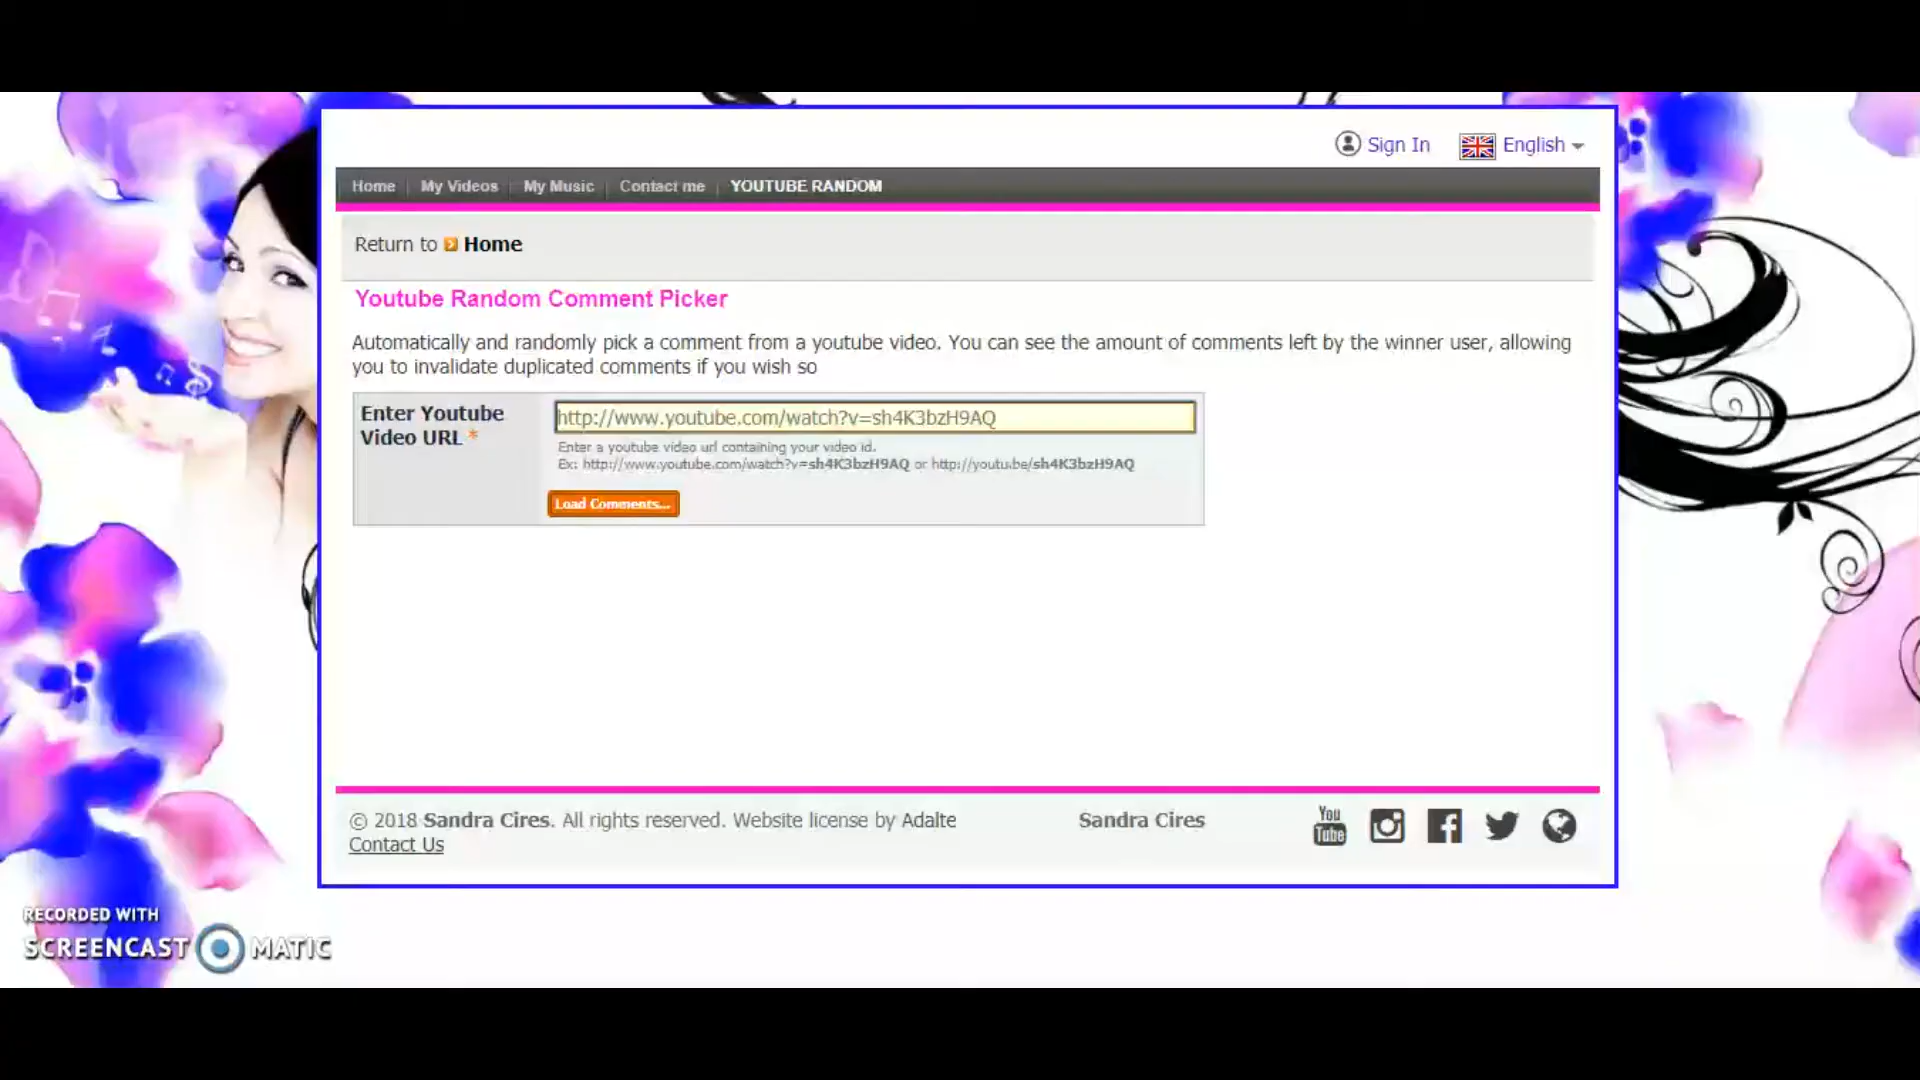 Sign In English
Home My Videos My Music Contact me YOUTUBE RANDOM
Return to Home
Youtube Random Comment Picker
Automatically and randomly pick a comment from a youtube video. You can see the amount of comments left by the winner user, allowing
you to invalidate duplicated comments if you wish so
Enter Youtube
Video URL *
http://www.youtube.com/watch?v=sh4K3bzH9AQ
Enter a youtube video url containing your video id.
Ex: http://www.youtube.com/watch?v=sh4K3bzH9AQ or http://youtu.be/sh4K3bzH9AQ
Load Comments...
© 2018 Sandra Cires. All rights reserved. Website license by Adalte
Contact Us
Sandra Cires
You
Tube
RECORDED WITH
SCREENCAST MATIC